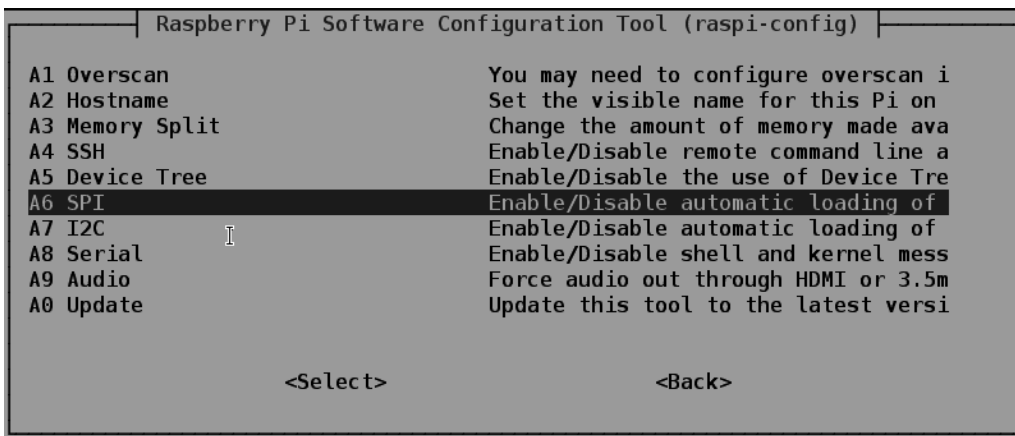 Raspberry Pi Software Configuration Tool (raspi-config)
A1 Overscan You may need to configure overscan i
A2 Hostname Set the visible name for this Pi on
A3 Memory Split Change the amount of memory made ava
A4 SSH Enable/Disable remote command line a
A5 Device Tree Enable/Disable the use of Device Tre
A6 SPI Enable/Disable automatic loading of
A7 I2C Enable/Disable automatic loading of
A8 Serial Enable/Disable shell and kernel mess
A9 Audio Force audio out through HDMI or 3.5m
A0 Update Update this tool to the latest versi
<Select> <Back>